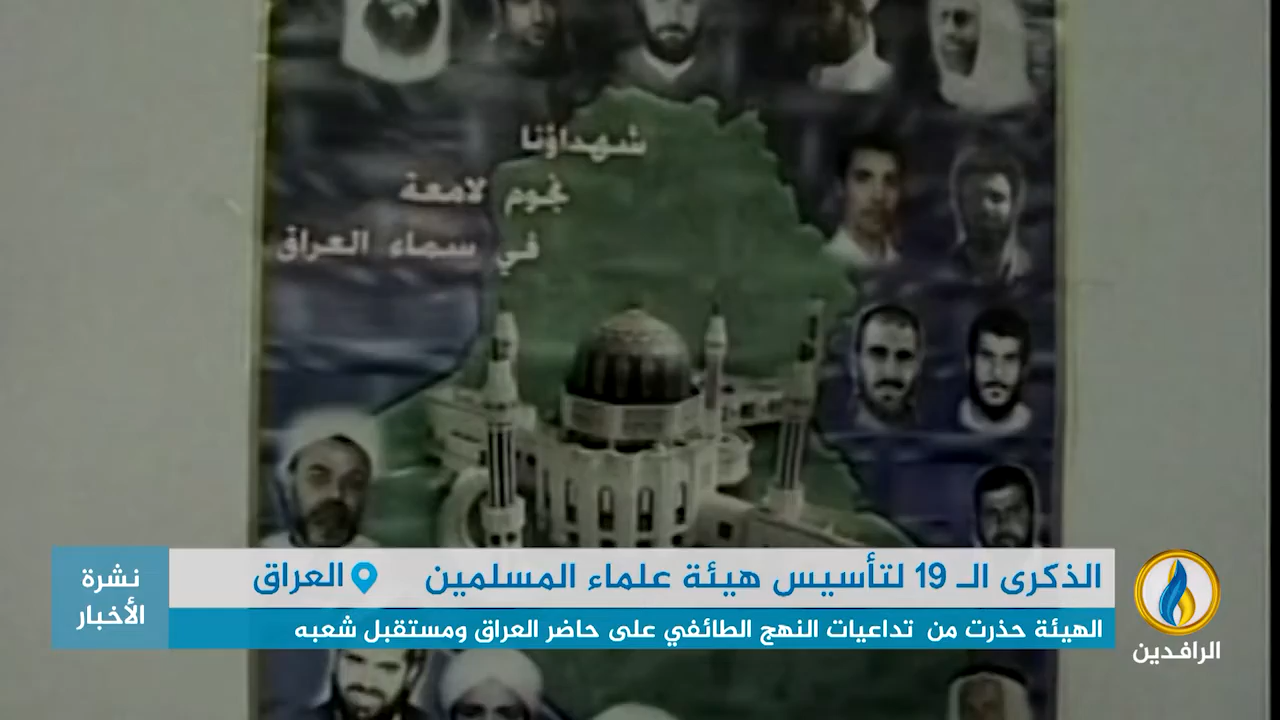 شهداؤنا
نجوم لامعة
في سماء العراق
الذكرى الـ 19 لتأسيس هيئة علماء المسلمين
العراق
الهيئة حذرت من تداعيات النهج الطائفي على حاضر العراق ومستقبل شعبه
نشرة
الأخبار
الرافدين